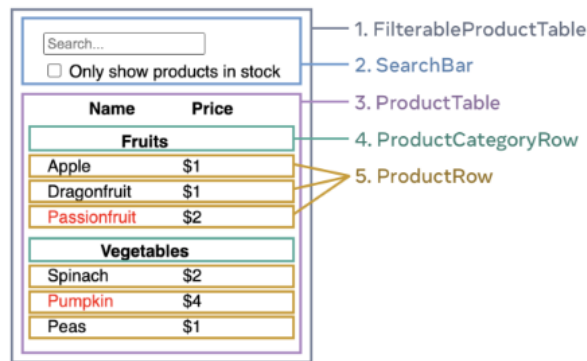 Search...
Only show products in stock
Name Price
Fruits
Apple $1
Dragonfruit $1
Passionfruit $2
Vegetables
Spinach $2
Pumpkin $4
Peas $1
1. FilterableProductTable
2. SearchBar
3. ProductTable
4. ProductCategoryRow
5. ProductRow